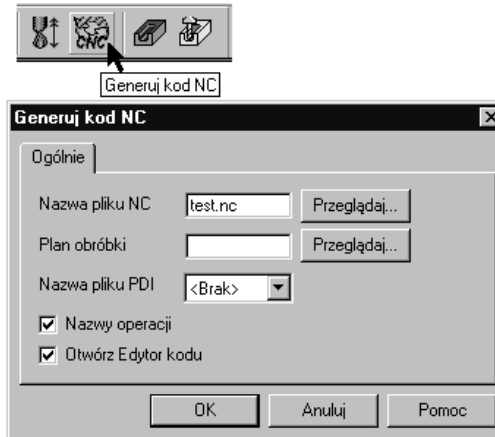 CNC
Generuj kod NC
Generuj kod NC
Ogólnie
Nazwa pliku NC test.nc Przeglądaj...
Plan obróbki Przeglądaj...
Nazwa pliku PDI <Brak>
Nazwy operacji
Otwórz Edytor kodu
OK Anuluj Pomoc